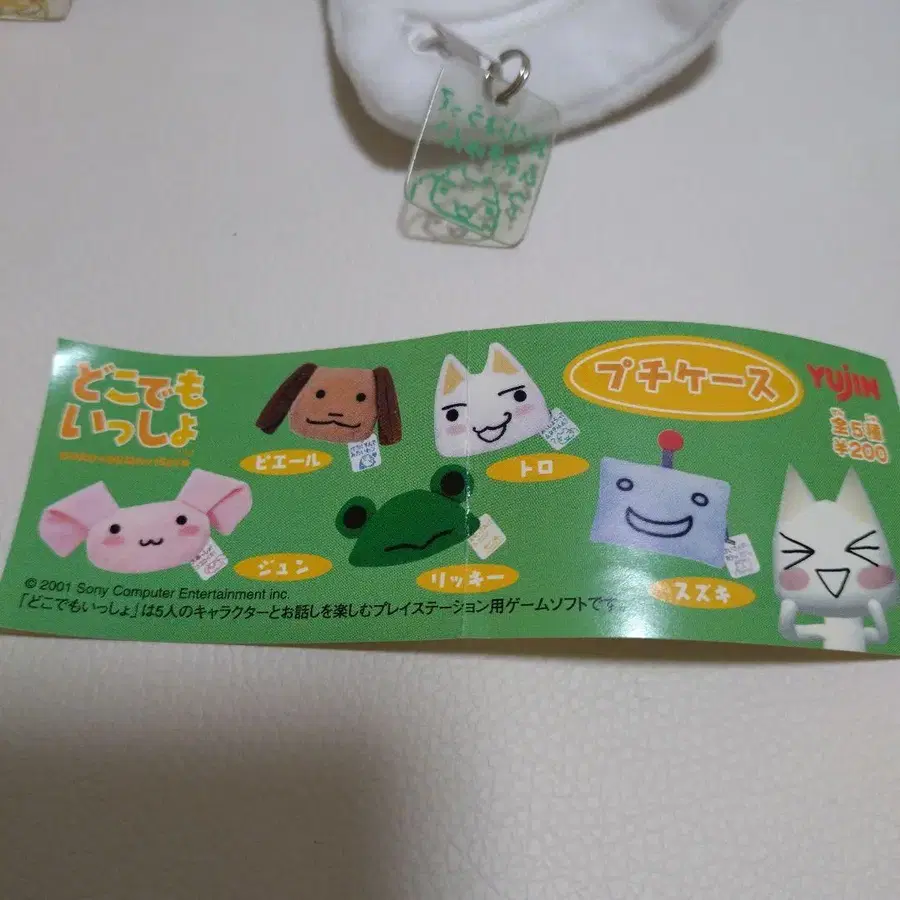 どこでも
いっしょ
プチケース
YUJIN
全5種
¥200
ピエール
トロ
ジュン
リッキー
スズキ
© 2001 Sony Computer Entertainment inc.
「どこでもいっしょ」は5人のキャラクターとお話しを楽しむプレイステーション用ゲームソフトです。